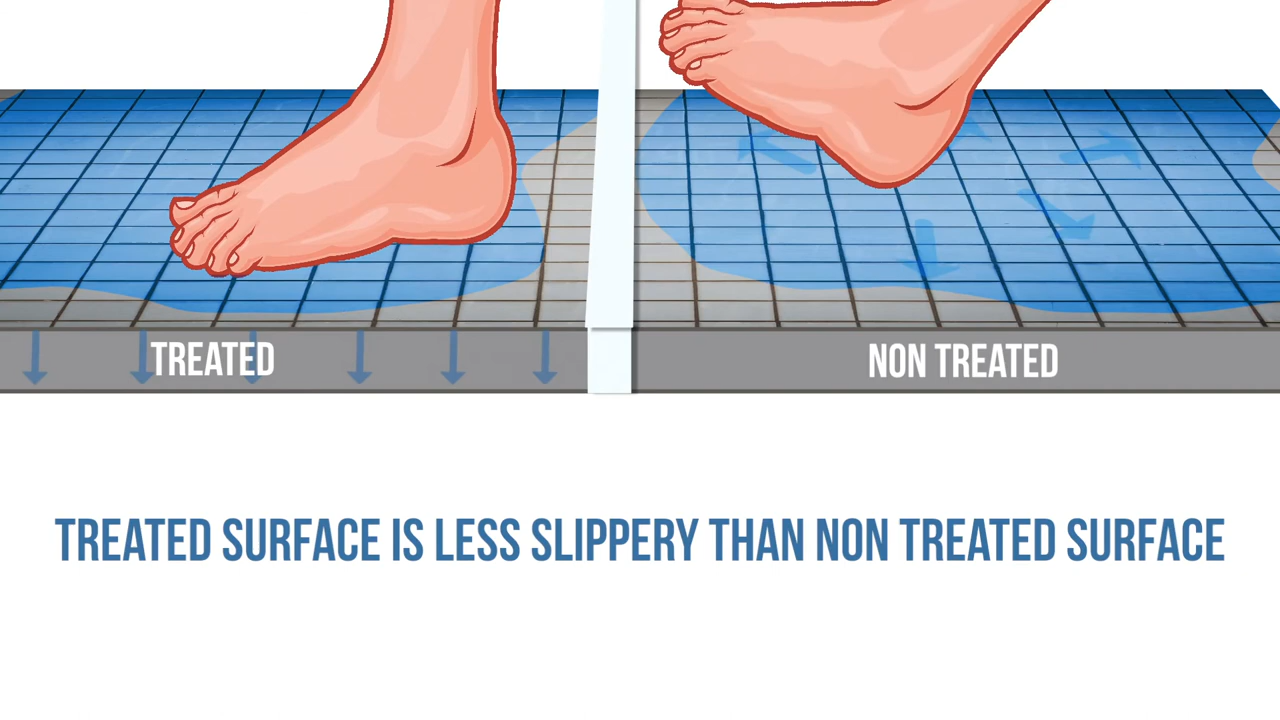 TREATED
NON TREATED
TREATED SURFACE IS LESS SLIPPERY THAN NON TREATED SURFACE